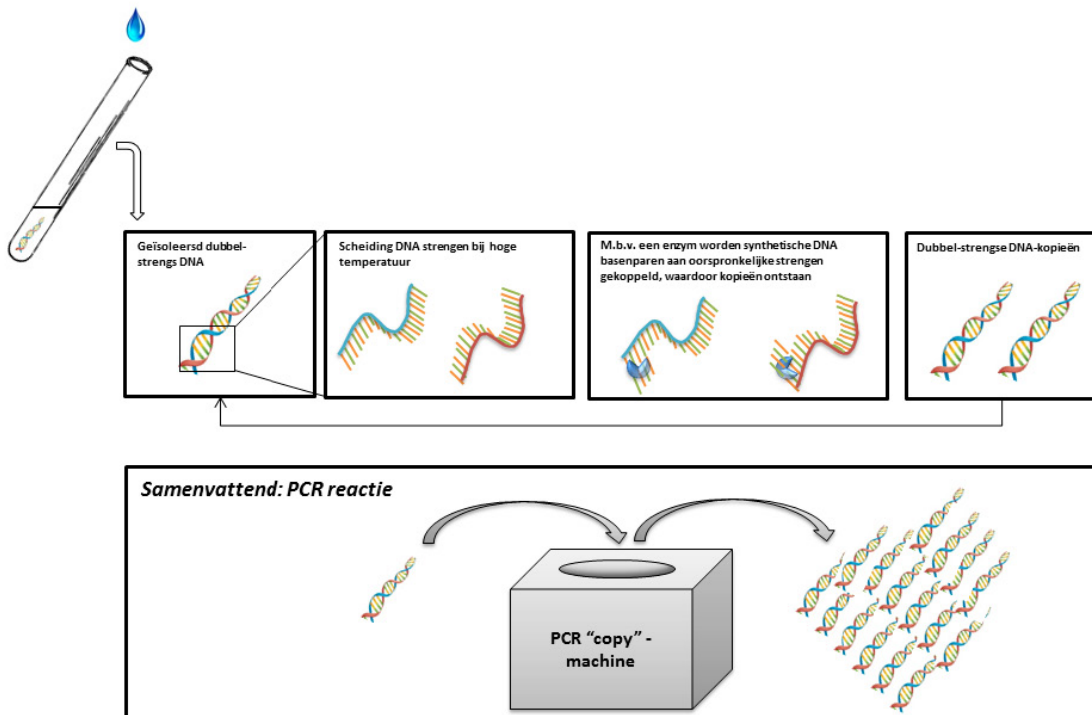 Geïsoleersd dubbel-
strengs DNA
Scheiding DNA strengen bij hoge
temperatuur
M.b.v. een enzym worden synthetische DNA
basenparen aan oorspronkelijke strengen
gekoppeld, waardoor kopieën ontstaan
Dubbel-strengse DNA-kopieën
Samenvattend: PCR reactie
PCR “copy” -
machine